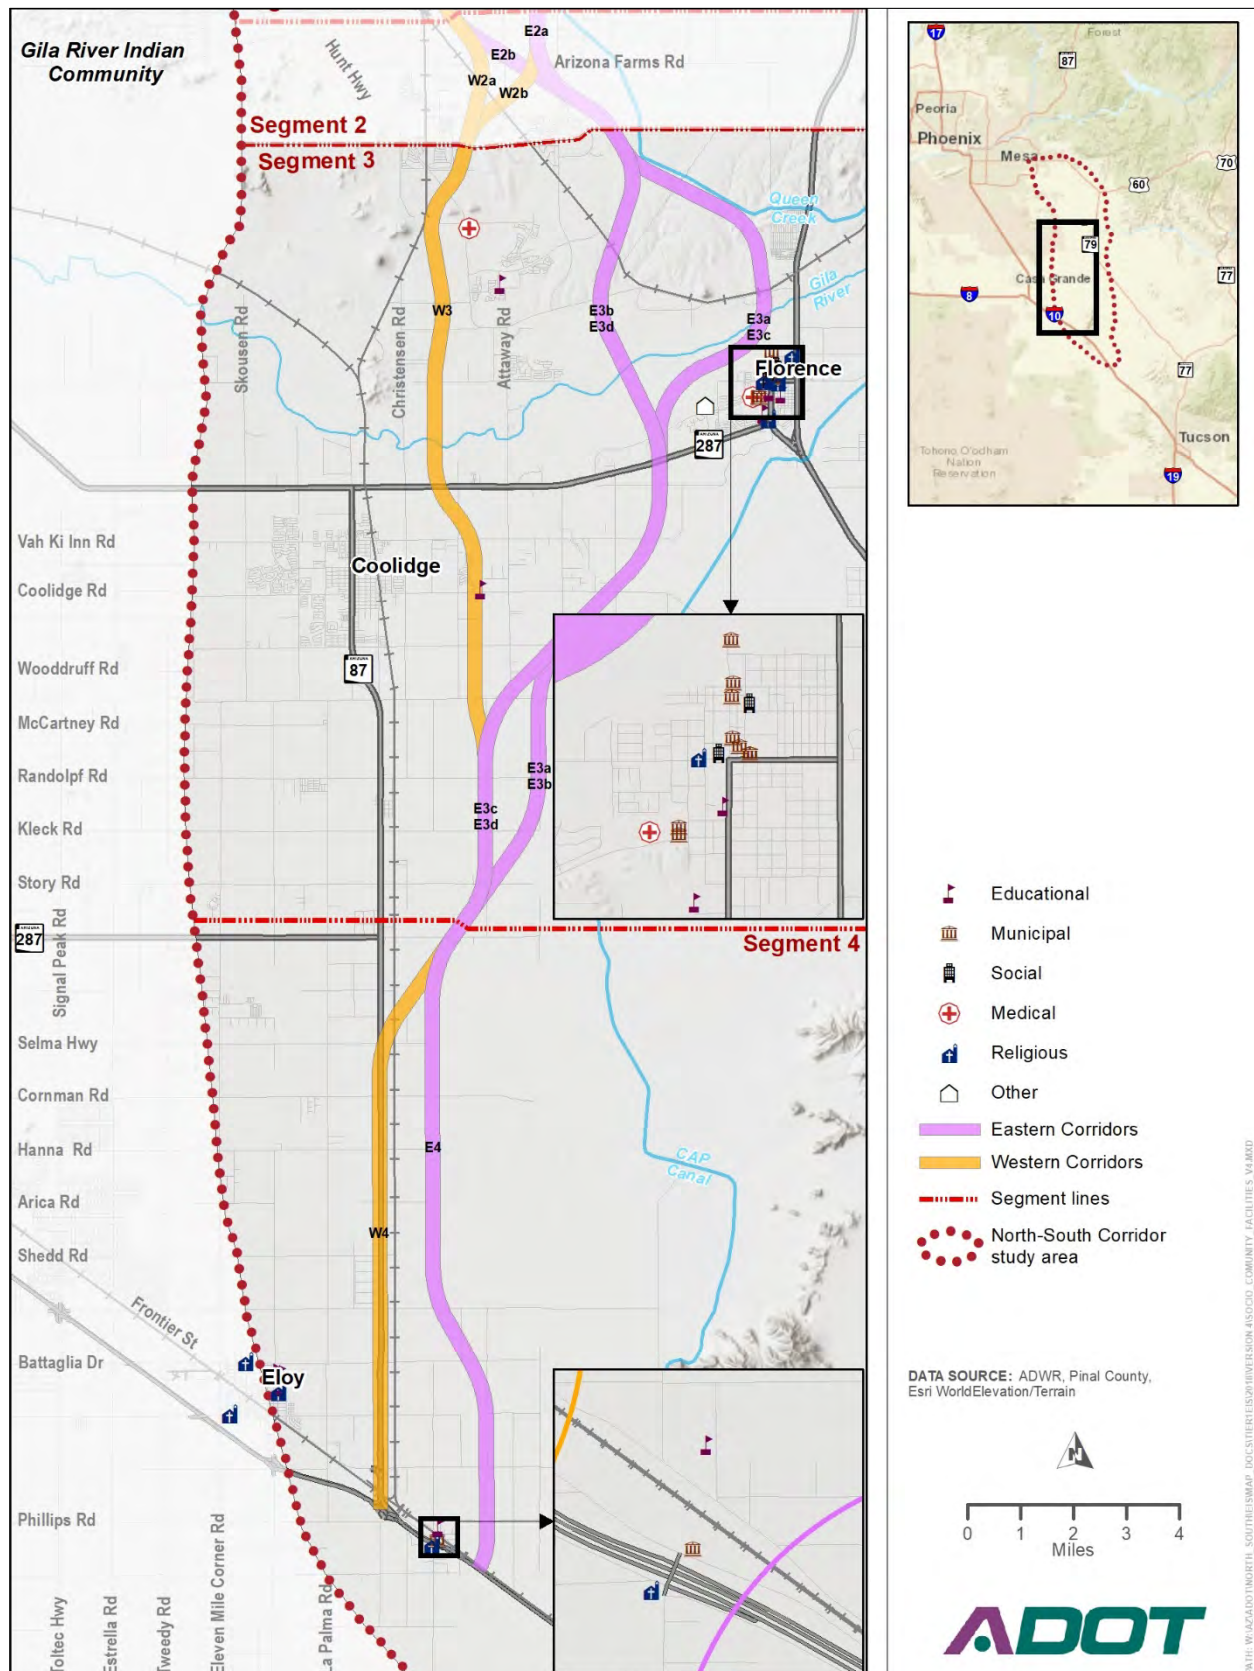 Gila River Indian
Community
Hunt Hwy
E2a
E2b
Arizona Farms Rd
W2a
W2b
Segment 2
Segment 3
Queen
Creek
Gila
River
Skousen Rd
Christensen Rd
W3
Attaway Rd
E3b
E3d
E3a
E3c
Florence
ARIZONA
287
Vah Ki Inn Rd
Coolidge
Coolidge Rd
Wooddruff Rd
ARIZONA
87
McCartney Rd
Randolpf Rd
E3a
E3b
E3c
E3d
Kleck Rd
Story Rd
Signal Peak Rd
ARIZONA
287
Segment 4
Selma Hwy
Cornman Rd
Hanna Rd
E4
CAP
Canal
Arica Rd
W4
Shedd Rd
Frontier St
Battaglia Dr
Eloy
Phillips Rd
Toltec Hwy
Estrella Rd
Tweedy Rd
Eleven Mile Corner Rd
La Palma Rd
17
Forest
87
Peoria
Phoenix
Mesa
70
60
79
77
Casa Grande
8
10
77
Tucson
Tohono O'odham
Nation
Reservation
19
Educational
Municipal
Social
Medical
Religious
Other
Eastern Corridors
Western Corridors
Segment lines
North-South Corridor
study area
DATA SOURCE: ADWR, Pinal County,
Esri WorldElevation/Terrain
N
0 1 2 3 4
Miles
ADOT